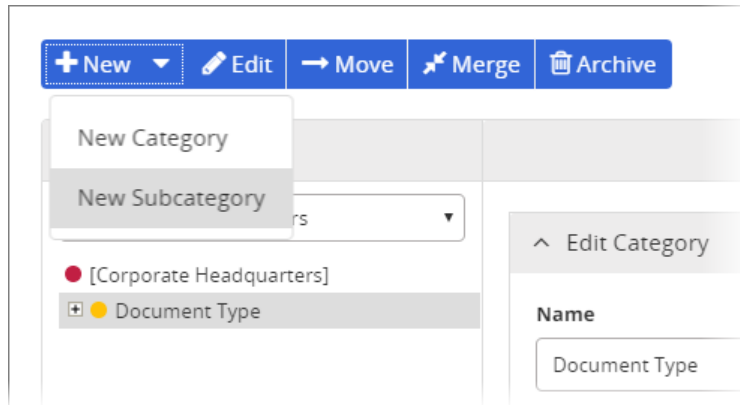 New Edit Move Merge Archive
New Category
New Subcategory
rs
[Corporate Headquarters]
Document Type
Edit Category
Name
Document Type